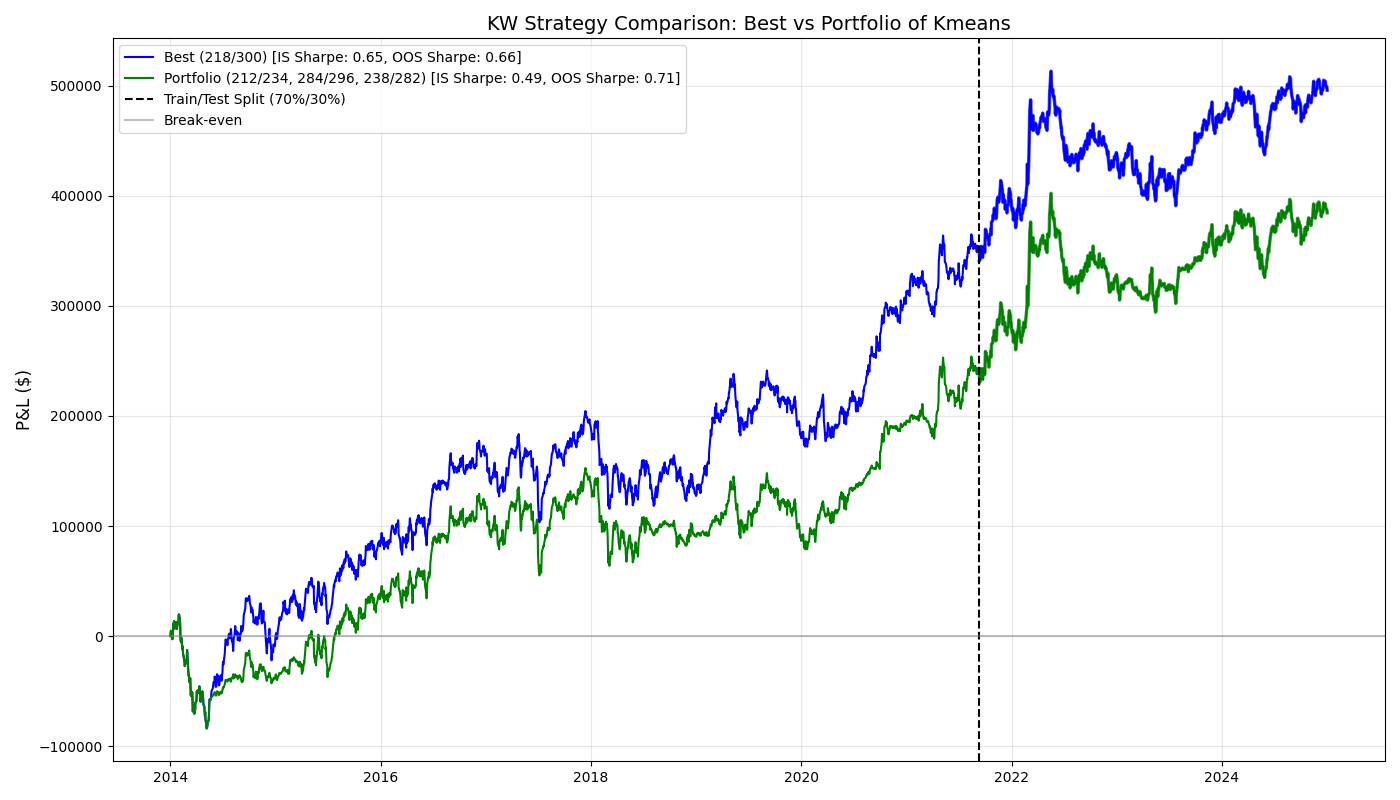 KW Strategy Comparison: Best vs Portfolio of Kmeans
Best (218/300) [IS Sharpe: 0.65, OOS Sharpe: 0.66]
Portfolio (212/234, 284/296, 238/282) [IS Sharpe: 0.49, OOS Sharpe: 0.71]
Train/Test Split (70%/30%)
Break-even
P&L ($)
500000
400000
300000
200000
100000
0
−100000
2014 2016 2018 2020 2022 2024